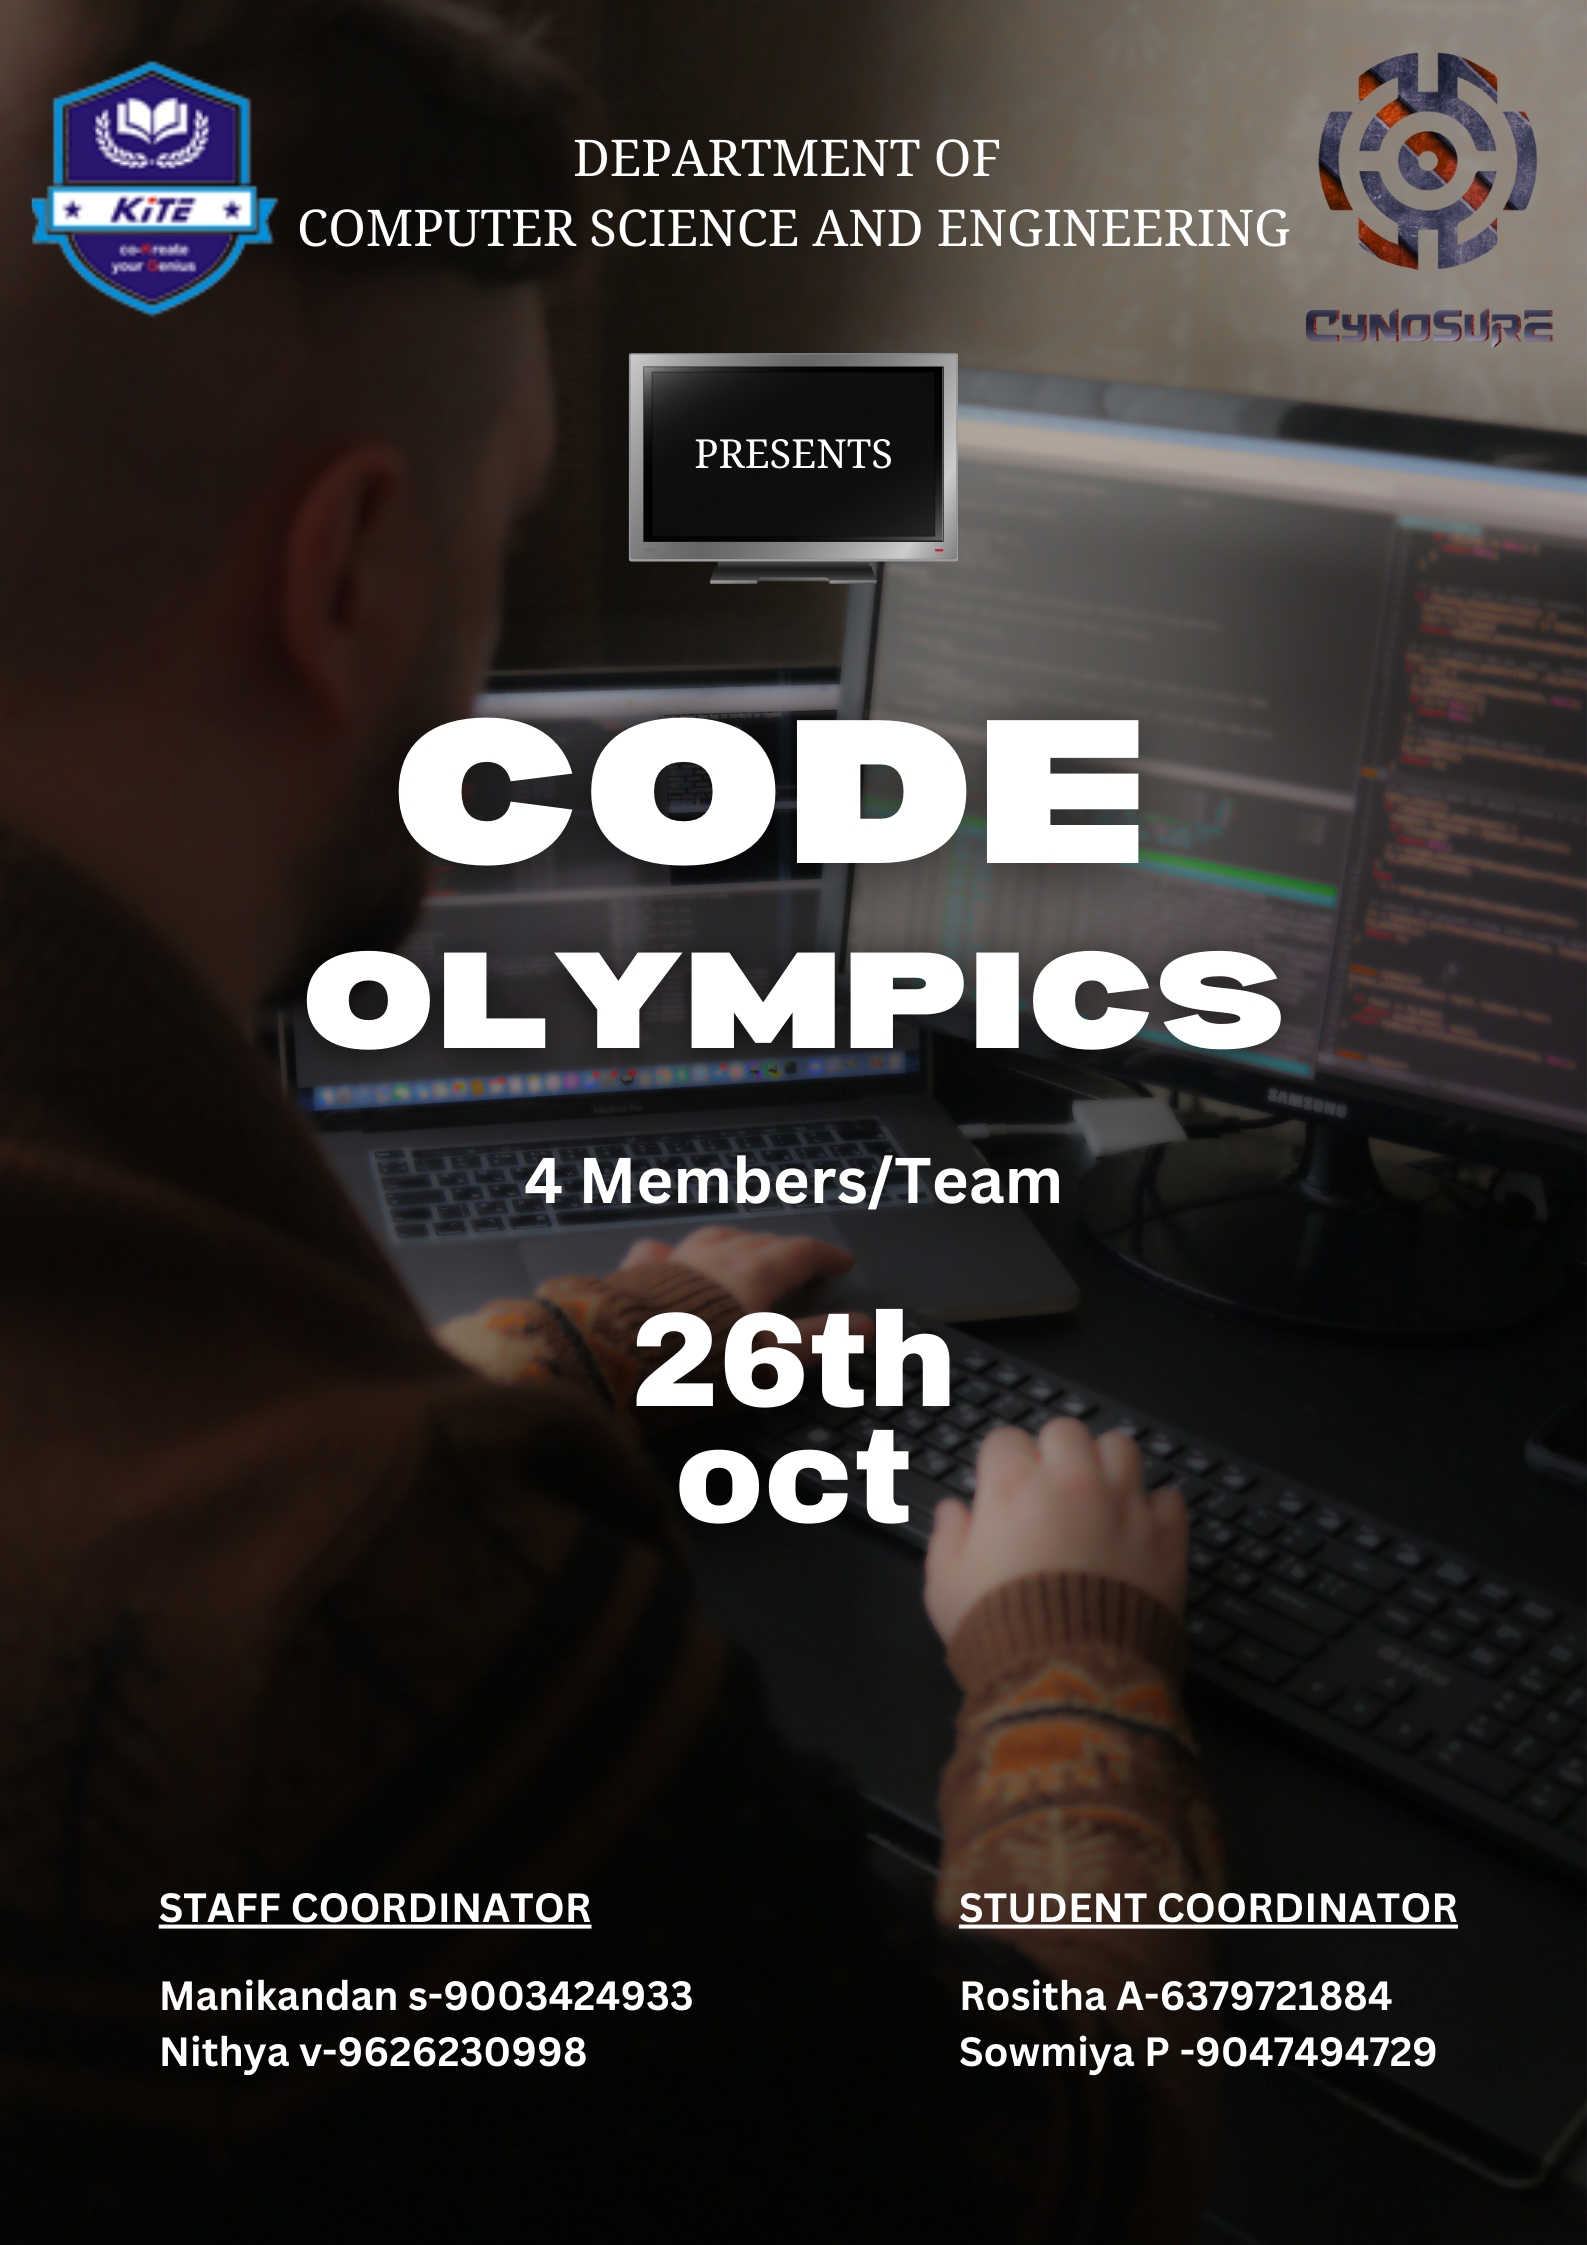 DEPARTMENT OF
COMPUTER SCIENCE AND ENGINEERING
KiTE
co-Kreate
your Genius
CYNOSURE
PRESENTS
CODE
OLYMPICS
SAMSUNG
4 Members/Team
26th
oct
STAFF COORDINATOR
Manikandan s-9003424933
Nithya v-9626230998
STUDENT COORDINATOR
Rositha A-6379721884
Sowmiya P -9047494729